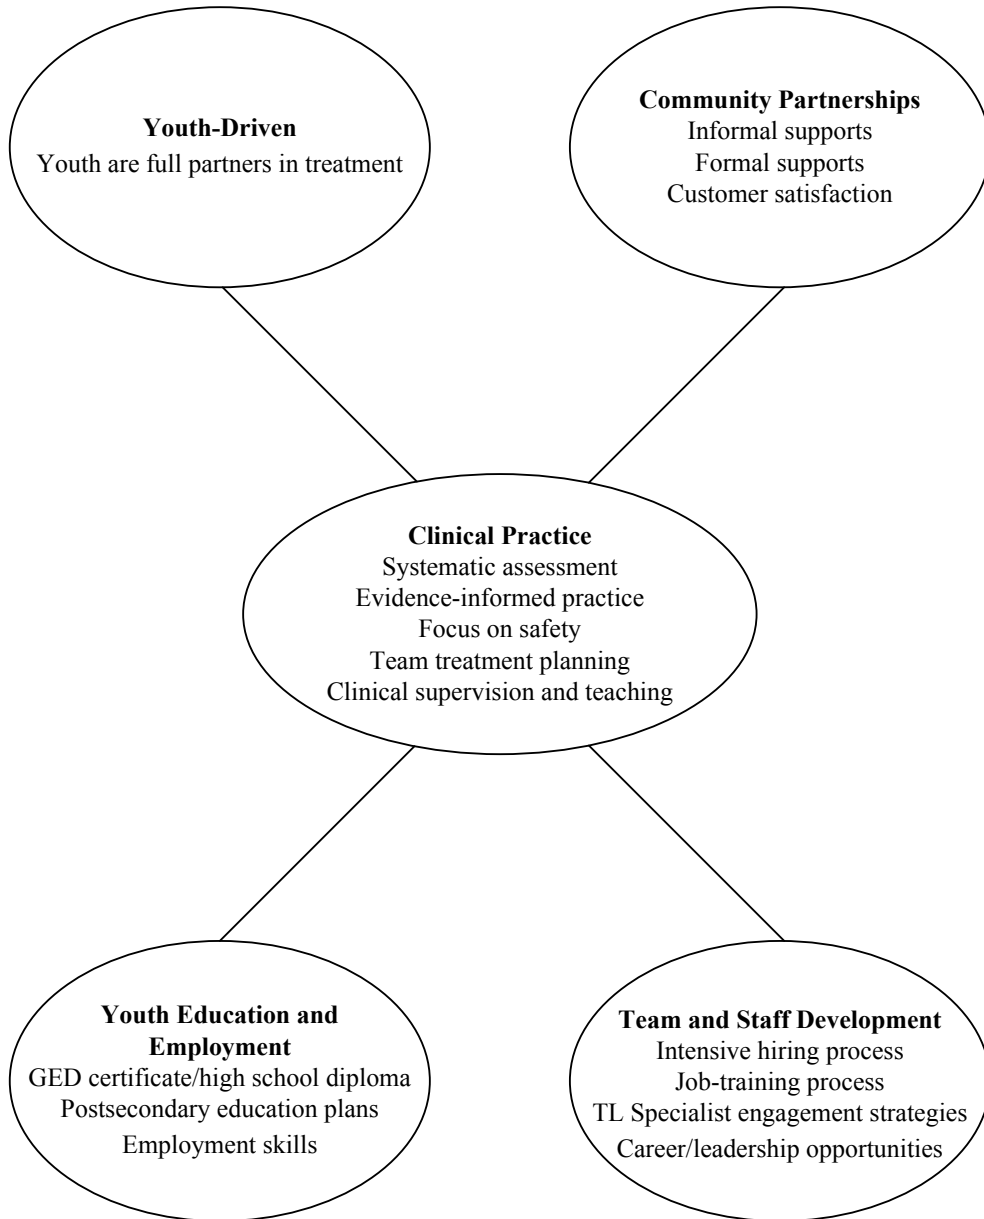 Youth-Driven
Youth are full partners in treatment
Community Partnerships
Informal supports
Formal supports
Customer satisfaction
Clinical Practice
Systematic assessment
Evidence-informed practice
Focus on safety
Team treatment planning
Clinical supervision and teaching
Youth Education and
Employment
GED certificate/high school diploma
Postsecondary education plans
Employment skills
Team and Staff Development
Intensive hiring process
Job-training process
TL Specialist engagement strategies
Career/leadership opportunities